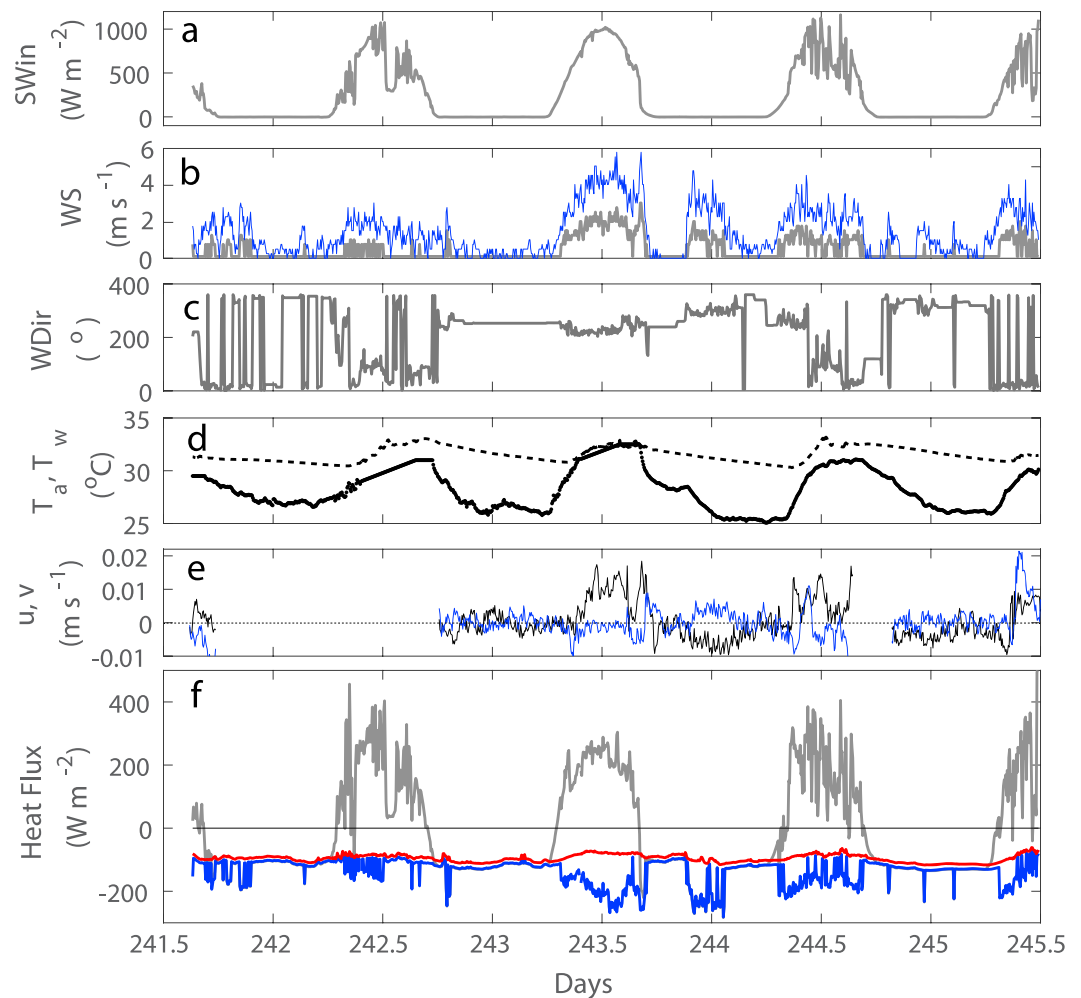 a
SWin
(W m -2)
1000
500
0
b
WS
(m s -1)
6
4
2
0
c
WDir
( o )
400
200
0
d
T a, T w
(oC)
35
30
25
e
u, v
(m s -1)
0.02
0.01
0
-0.01
f
Heat Flux
(W m -2)
400
200
0
-200
241.5 242 242.5 243 243.5 244 244.5 245 245.5
Days